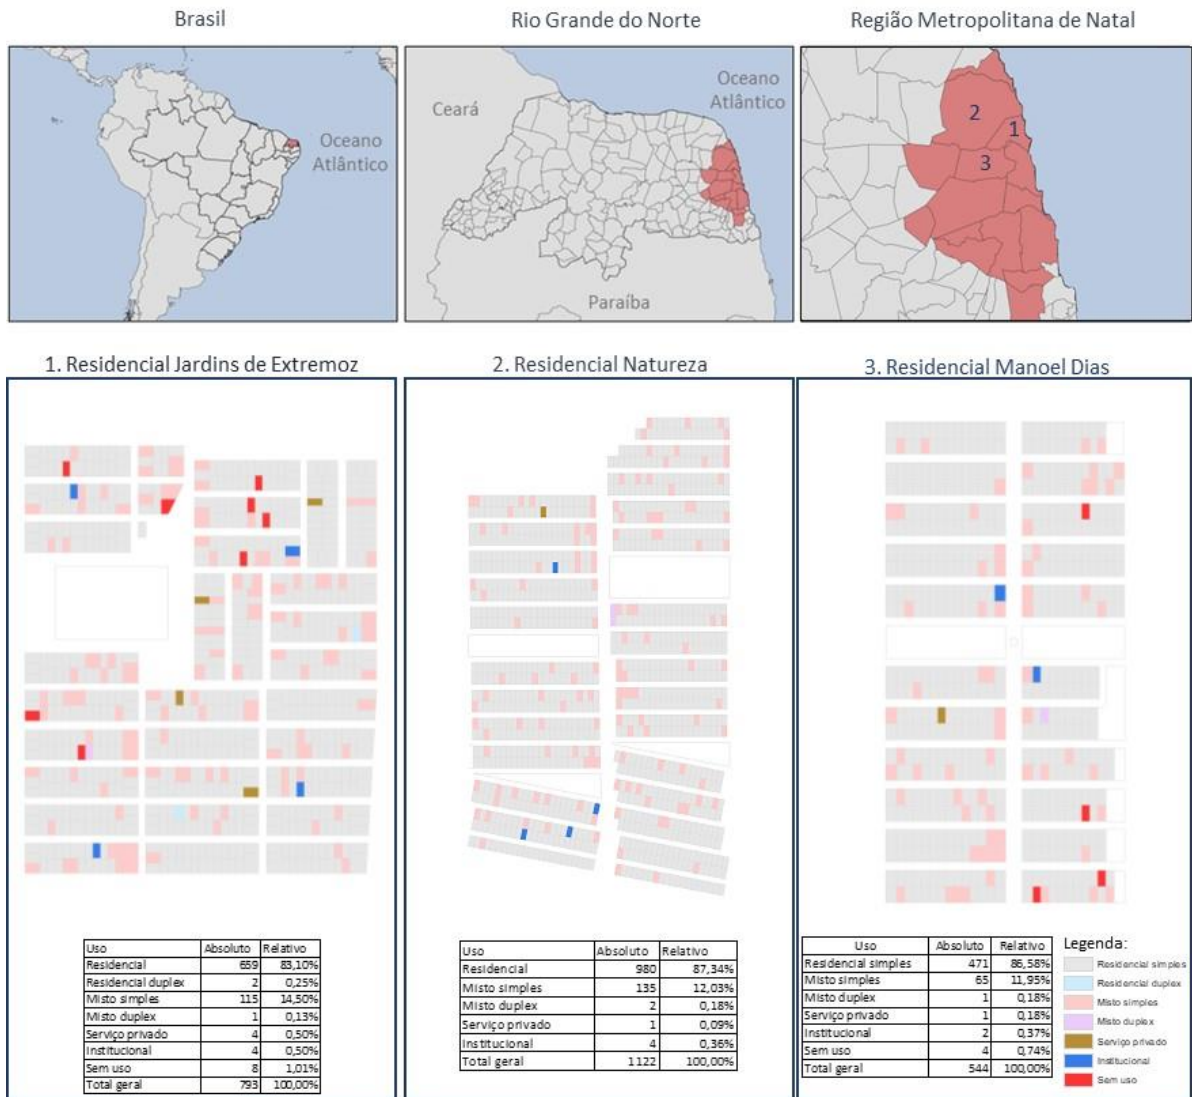 Brasil
Rio Grande do Norte
Região Metropolitana de Natal
Oceano
Atlântico
Ceará
Oceano
Atlântico
Paraíba
2
1
3
1. Residencial Jardins de Extremoz
2. Residencial Natureza
3. Residencial Manoel Dias
Uso Absoluto Relativo
Residencial 659 83,10%
Residencial duplex 2 0,25%
Misto simples 115 14,50%
Misto duplex 1 0,13%
Serviço privado 4 0,50%
Institucional 4 0,50%
Sem uso 8 1,01%
Total geral 793 100,00%
Uso Absoluto Relativo
Residencial 980 87,34%
Misto simples 135 12,03%
Misto duplex 2 0,18%
Serviço privado 1 0,09%
Institucional 4 0,36%
Total geral 1122 100,00%
Uso Absoluto Relativo
Residencial simples 471 86,58%
Misto simples 65 11,95%
Misto duplex 1 0,18%
Serviço privado 1 0,18%
Institucional 2 0,37%
Sem uso 4 0,74%
Total geral 544 100,00%
Legenda:
Residencial simples
Residencial duplex
Misto simples
Misto duplex
Serviço privado
Institucional
Sem uso